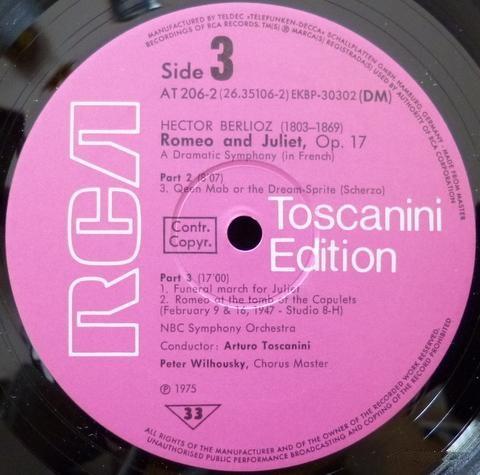 MANUFACTURED BY TELDEC »TELEFUNKEN-DECCA« SCHALLPLATTEN GMBH, HAMBURG, GERMANY · MADE FROM MASTER
RECORDINGS OF RCA RECORDS. TM(S) ® MARCA(S) REGISTRADA(S) USED BY AUTHORITY OF RCA CORPORATION
Side 3
AT 206-2 (26.35106-2) EKBP-30302 (DM)
RCA
HECTOR BERLIOZ (1803–1869)
Romeo and Juliet, Op. 17
A Dramatic Symphony (in French)
Part 2 (8'07)
3. Qeen Mab or the Dream-Sprite (Scherzo)
Contr.
Copyr.
Toscanini
Edition
Part 3 (17'00)
1. Funeral march for Juliet
2. Romeo at the tomb of the Capulets
(February 9 & 16, 1947 - Studio 8-H)
NBC Symphony Orchestra
Conductor: Arturo Toscanini
Peter Wilhousky, Chorus Master
℗ 1975
33
ALL RIGHTS OF THE MANUFACTURER AND OF THE OWNER OF THE RECORDED WORK RESERVED.
UNAUTHORISED PUBLIC PERFORMANCE BROADCASTING AND COPYING OF THE RECORD PROHIBITED.